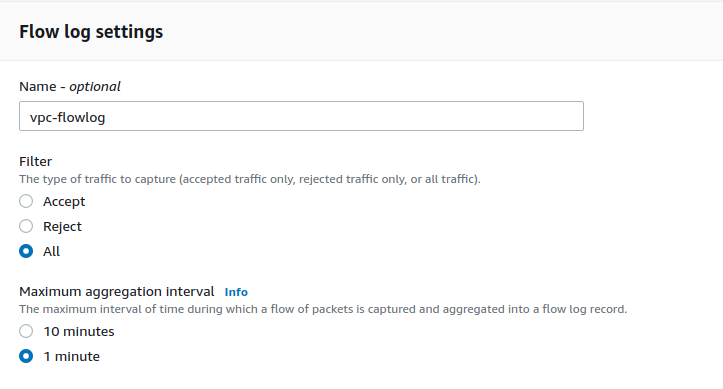 Flow log settings
Name - optional
vpc-flowlog
Filter
The type of traffic to capture (accepted traffic only, rejected traffic only, or all traffic).
Accept
Reject
All
Maximum aggregation interval Info
The maximum interval of time during which a flow of packets is captured and aggregated into a flow log record.
10 minutes
1 minute